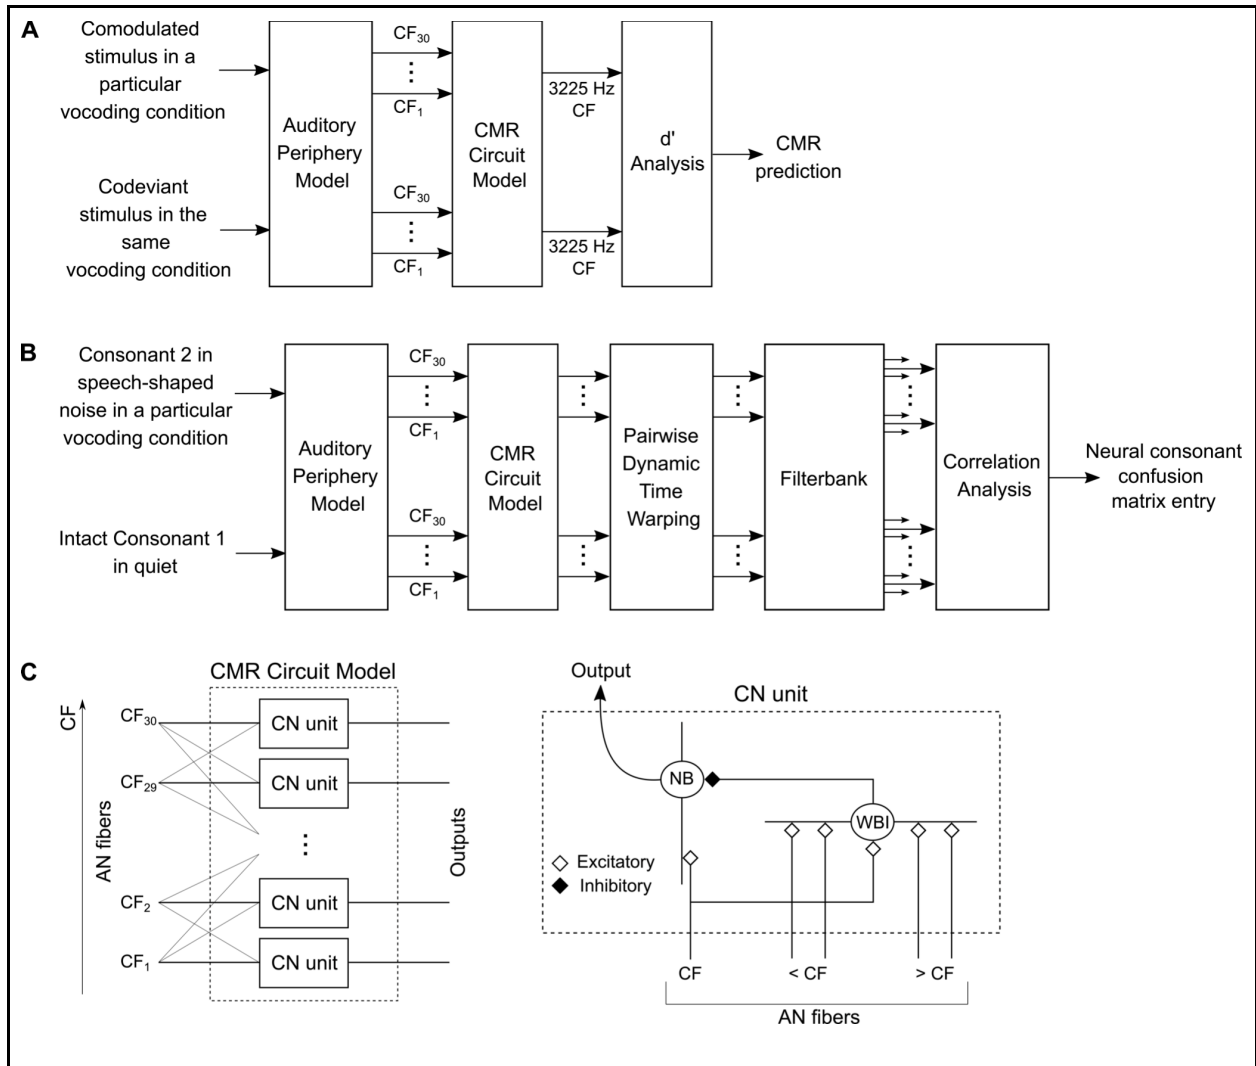 A
Comodulated
stimulus in a
particular
vocoding condition
Codeviant
stimulus in the
same
vocoding condition
Auditory
Periphery
Model
CF30
CF1
CF30
CF1
CMR
Circuit
Model
3225 Hz
CF
3225 Hz
CF
d'
Analysis
CMR
prediction
B
Consonant 2 in
speech-shaped
noise in a particular
vocoding condition
Intact Consonant 1
in quiet
Auditory
Periphery
Model
CF30
CF1
CF30
CF1
CMR
Circuit
Model
Pairwise
Dynamic
Time
Warping
Filterbank
Correlation
Analysis
Neural consonant
confusion
matrix entry
C
CMR Circuit Model
CF
AN fibers
CF30
CF29
CF2
CF1
CN unit
CN unit
CN unit
CN unit
Outputs
Output
CN unit
NB
WBI
Excitatory
Inhibitory
CF
< CF
> CF
AN fibers